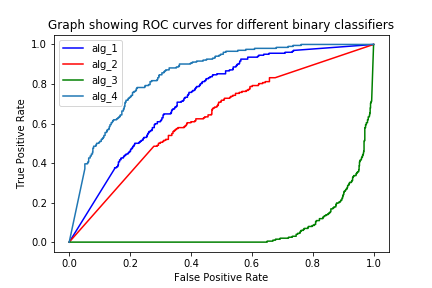 Graph showing ROC curves for different binary classifiers
alg_1
alg_2
alg_3
alg_4
True Positive Rate
1.0
0.8
0.6
0.4
0.2
0.0
0.0 0.2 0.4 0.6 0.8 1.0
False Positive Rate